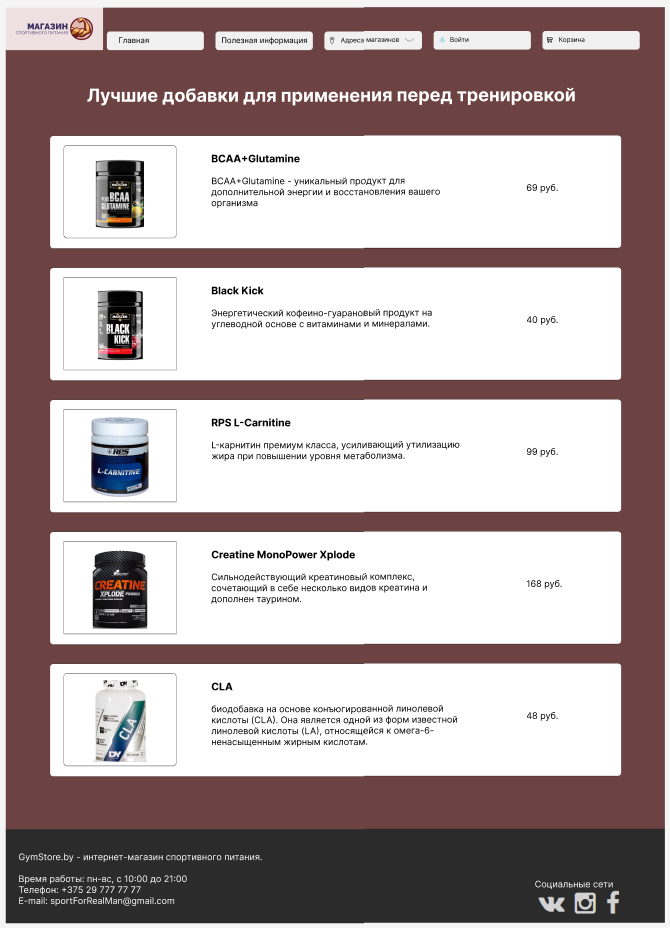 МАГАЗИН
СПОРТИВНОГО ПИТАНИЯ
Главная
Полезная информация
Адреса магазинов
Войти
Корзина
Лучшие добавки для применения перед тренировкой
BCAA+Glutamine
BCAA+Glutamine - уникальный продукт для
дополнительной энергии и восстановления вашего
организма
69 руб.
BCAA
GLUTAMINE
Black Kick
Энергетический кофеино-гуарановый продукт на
углеводной основе с витаминами и минералами.
40 руб.
BLACK
KICK
RPS L-Carnitine
L-карнитин премиум класса, усиливающий утилизацию
жира при повышении уровня метаболизма.
99 руб.
RPS
L-CARNITINE
Creatine MonoPower Xplode
Сильнодействующий креатиновый комплекс,
сочетающий в себе несколько видов креатина и
дополнен таурином.
168 руб.
CREATINE
XPLODE POWDER
CLA
биодобавка на основе конъюгированной линолевой
кислоты (CLA). Она является одной из форм известной
линолевой кислоты (LA), относящейся к омега-6-
ненасыщенным жирным кислотам.
48 руб.
CLA
DY
GymStore.by - интернет-магазин спортивного питания.
Время работы: пн-вс, с 10:00 до 21:00
Телефон: +375 29 777 77 77
E-mail: sportForRealMan@gmail.com
Социальные сети